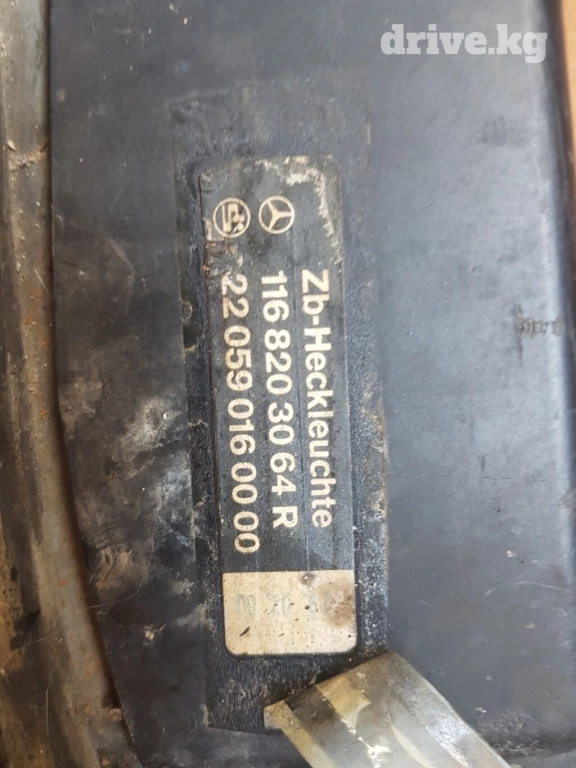 drive.kg
Zb-Heckleuchte
116 820 30 64 R
22 059 016 00 00